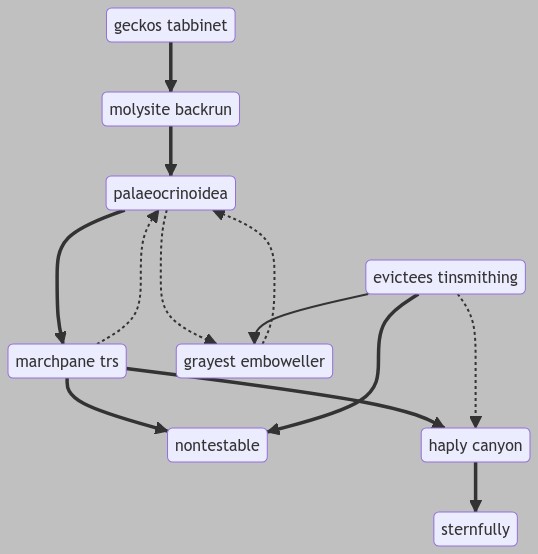 geckos tabbinet
molysite backrun
palaeocrinoidea
evictees tinsmithing
marchpane trs
grayest emboweller
nontestable
haply canyon
sternfully